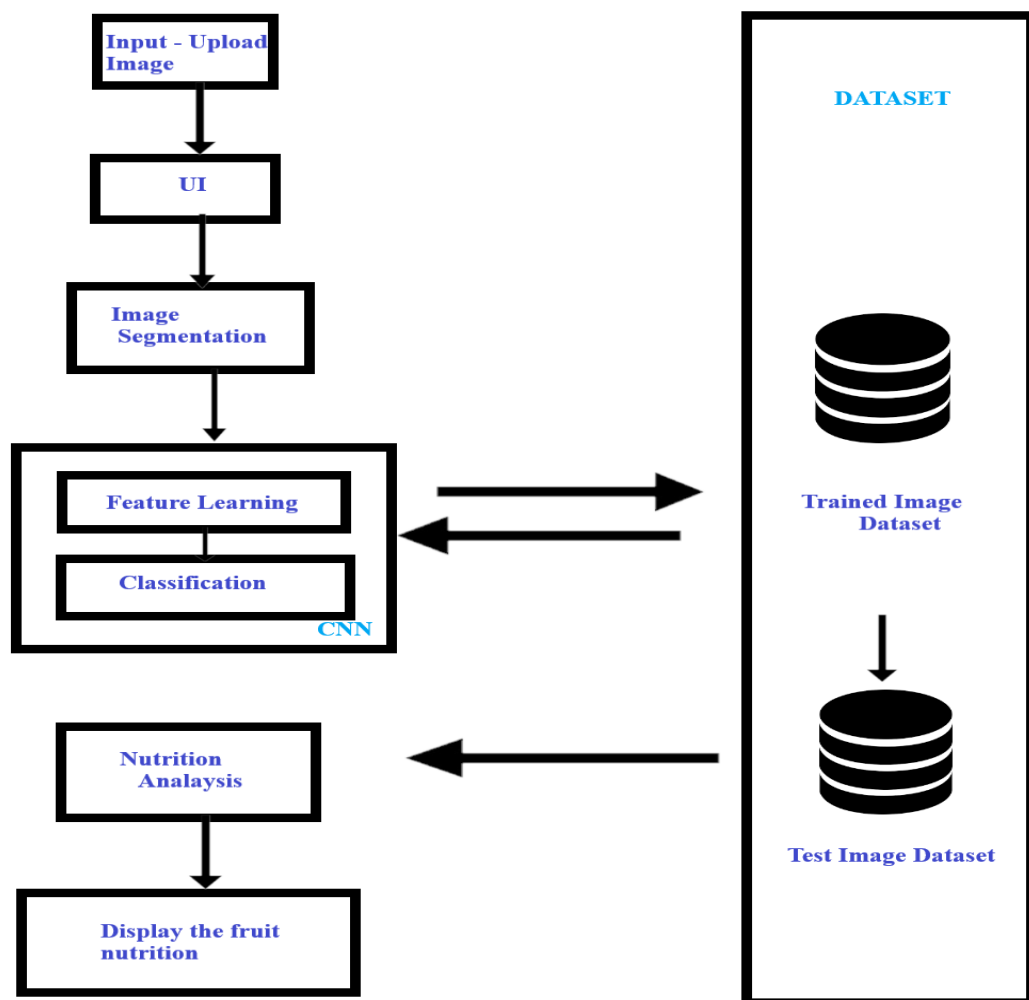 Input - Upload
Image
UI
Image
Segmentation
Feature Learning
Classification
CNN
Nutrition
Analaysis
Display the fruit
nutrition
DATASET
Trained Image
Dataset
Test Image Dataset